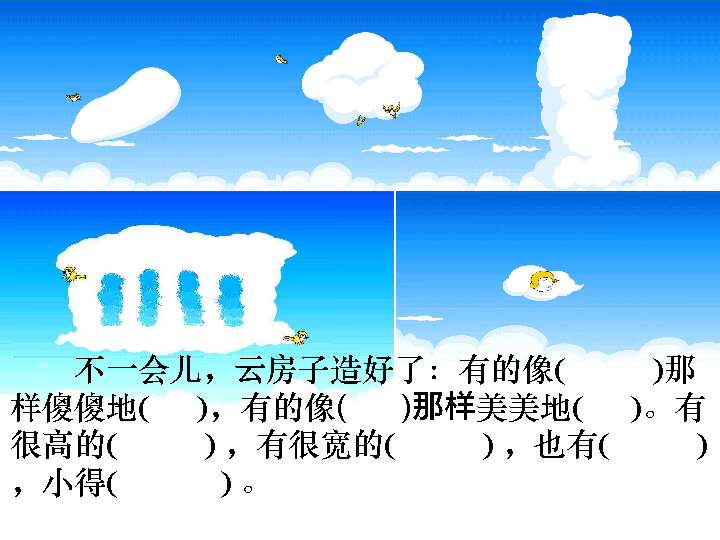 不一会儿，云房子造好了：有的像(　　　)那
样傻傻地(　　)，有的像(　　)那样美美地(　　)。有
很高的(　　　)，有很宽的(　　　)，也有(　　　)
，小得(　　　)。